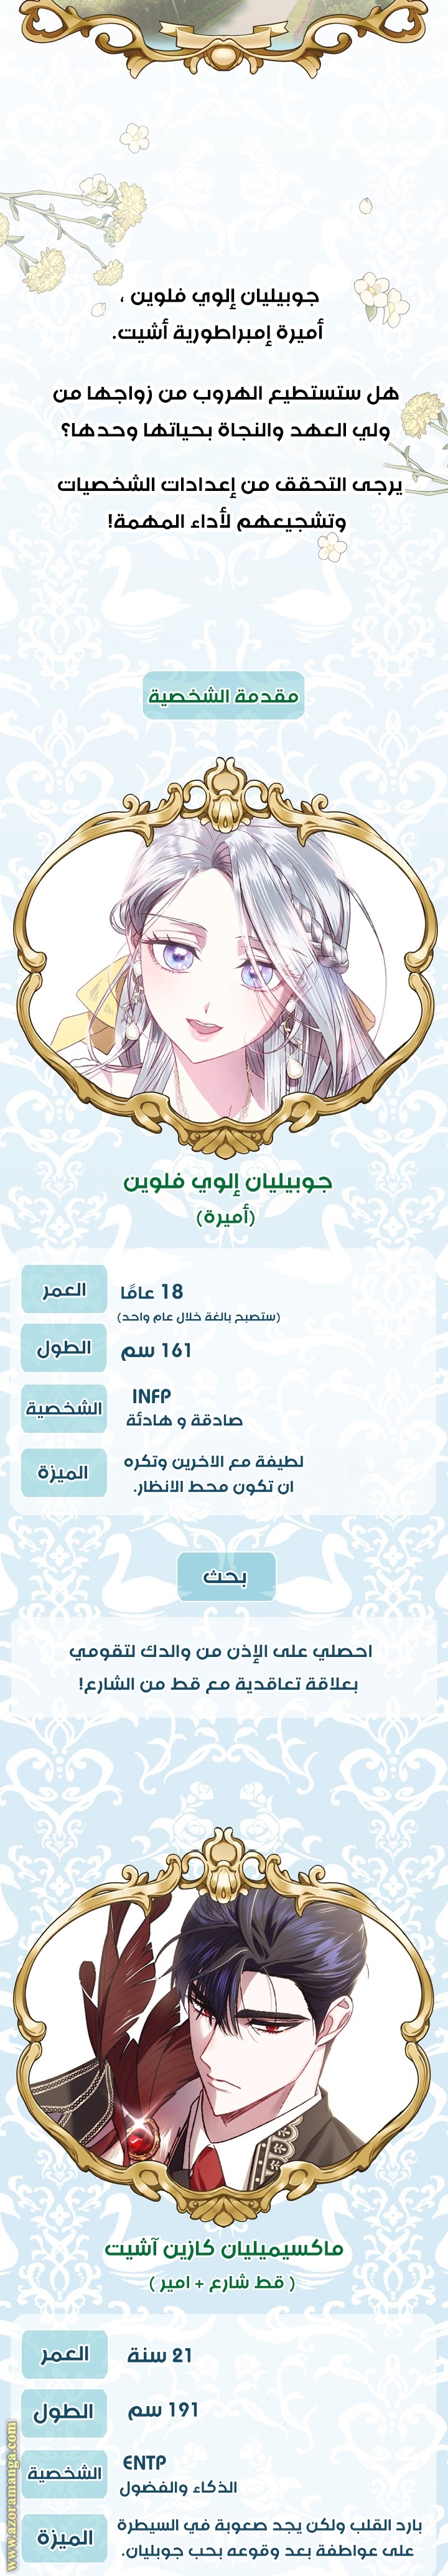 جوبيليان إلوي فلوين ،
أميرة إمبراطورية أشيت.
هل ستستطيع الهروب من زواجها من
ولي العهد والنجاة بحياتها وحدها؟
يرجى التحقق من إعدادات الشخصيات
وتشجيعهم لأداء المهمة!
مقدمة الشخصية
جوبيليان إلوي فلوين
(أميرة)
العمر
18 عامًا
(ستصبح بالغة خلال عام واحد)
الطول
161 سم
الشخصية
INFP
صادقة و هادئة
الميزة
لطيفة مع الاخرين وتكره
ان تكون محط الانظار.
بحث
احصلي على الإذن من والدك لتقومي
بعلاقة تعاقدية مع قط من الشارع!
ماكسيميليان كازين آشيت
( قط شارع + امير )
العمر
21 سنة
الطول
191 سم
الشخصية
ENTP
الذكاء والفضول
الميزة
بارد القلب ولكن يجد صعوبة في السيطرة
على عواطفة بعد وقوعه بحب جوبليان.
www.azoramanga.com